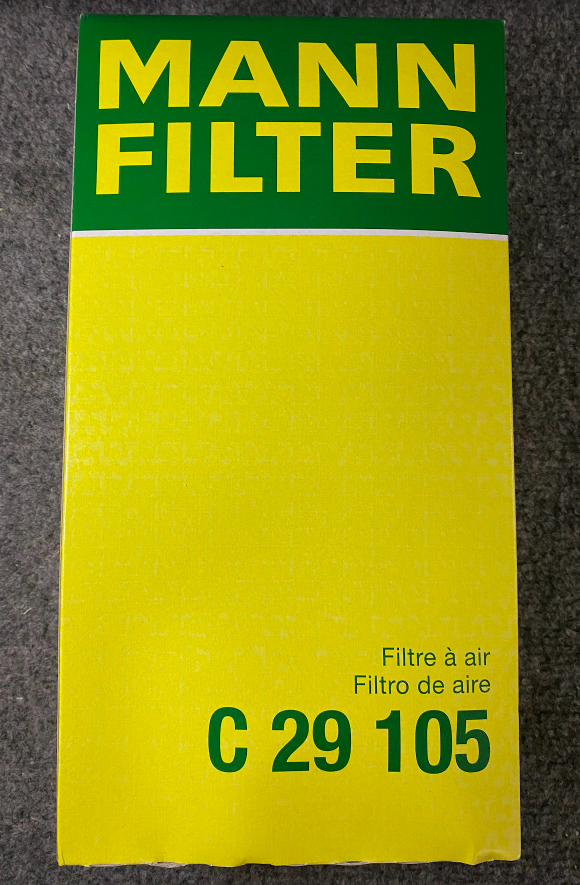 MANN
FILTER
Filtre à air
Filtro de aire
C 29 105